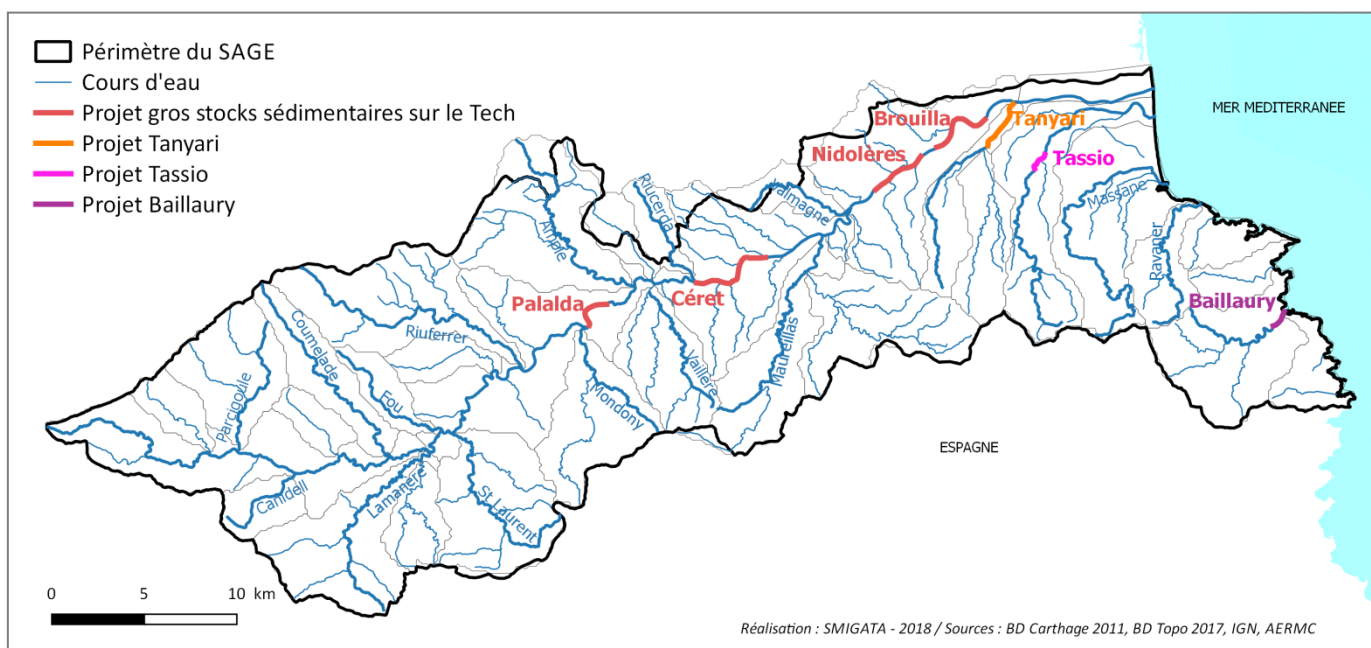 Périmètre du SAGE
Cours d'eau
Projet gros stocks sédimentaires sur le Tech
Projet Tanyari
Projet Tassio
Projet Baillaury
MER MEDITERRANEE
Brouilla
Tanyari
Nidolères
Tassio
Massane
Valmagne
Riucerda
Ample
Ravaner
Baillaury
Céret
Palalda
Riuferrer
Coumelade
Maureillas
Vaillère
Mondony
Fou
Parcigoule
ESPAGNE
Canidell
Lamanère
St Laurent
0 5 10 km
Réalisation : SMIGATA - 2018 / Sources : BD Carthage 2011, BD Topo 2017, IGN, AERMC